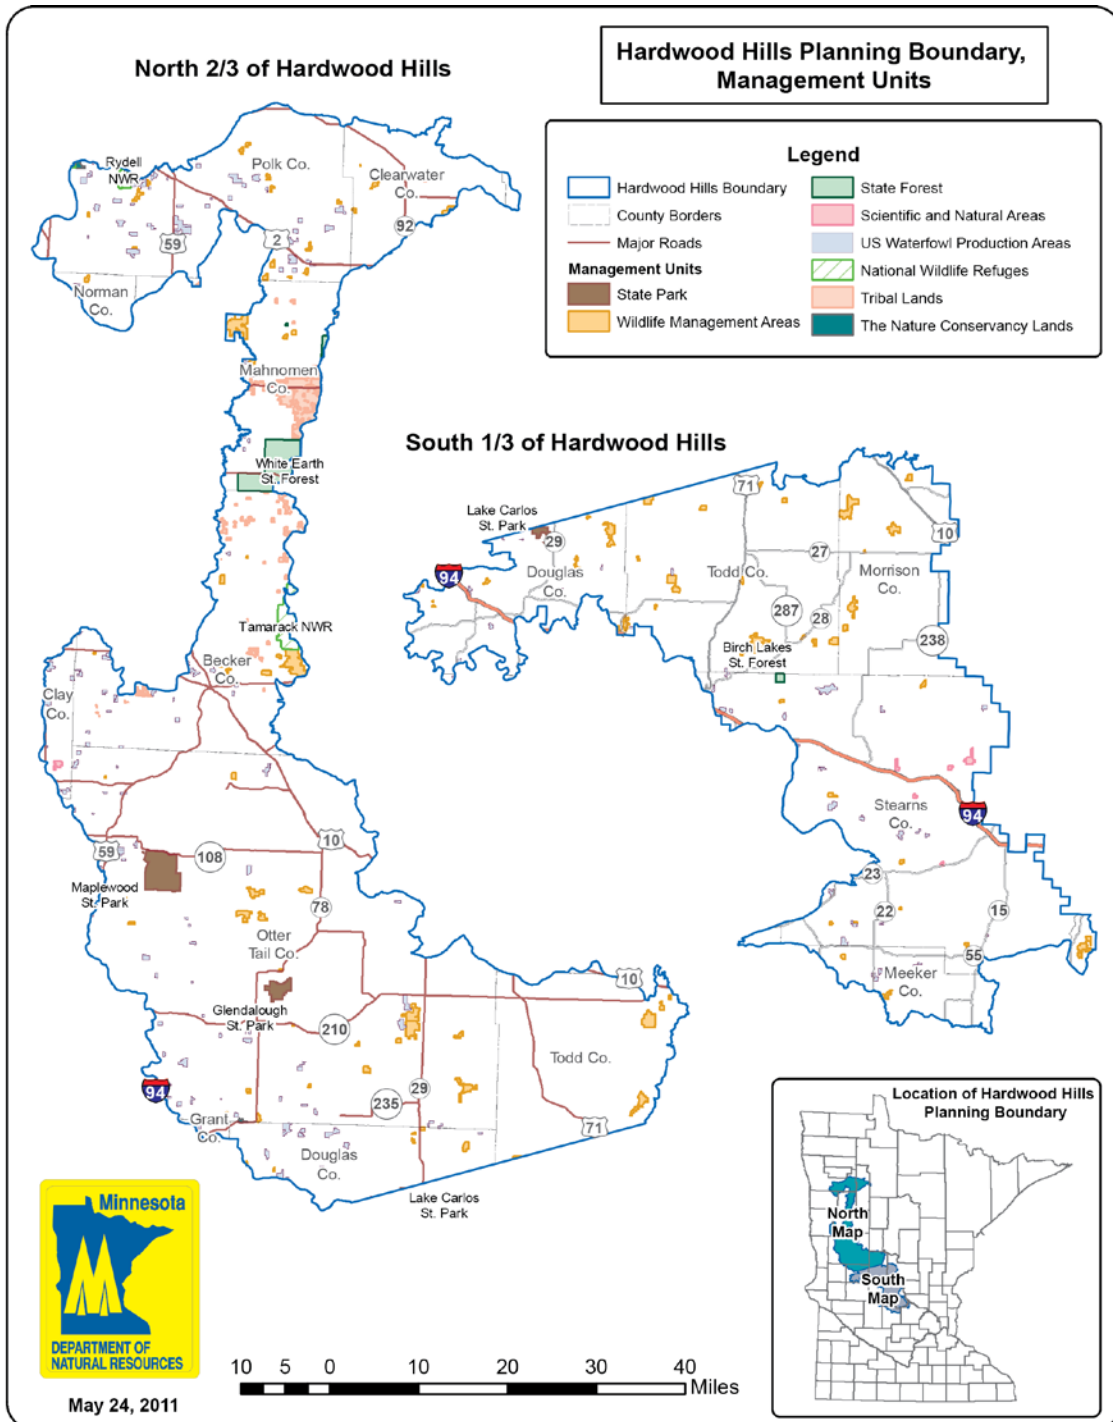 Hardwood Hills Planning Boundary,
Management Units
North 2/3 of Hardwood Hills
Legend
Hardwood Hills Boundary
County Borders
Major Roads
Management Units
State Park
Wildlife Management Areas
State Forest
Scientific and Natural Areas
US Waterfowl Production Areas
National Wildlife Refuges
Tribal Lands
The Nature Conservancy Lands
Rydell
NWR
Polk Co.
Clearwater
Co.
59
2
92
Norman
Co.
Mahnomen
Co.
White Earth
St. Forest
Tamarack NWR
Becker
Co.
Clay
Co.
59
108
10
Maplewood
St. Park
78
Otter
Tail Co.
Glendalough
St. Park
210
10
Todd Co.
94
235
29
Grant
Co.
71
Douglas
Co.
Lake Carlos
St. Park
South 1/3 of Hardwood Hills
71
Lake Carlos
St. Park
29
10
27
94
Douglas
Co.
Todd Co.
Morrison
Co.
287
28
238
Birch Lakes
St. Forest
Stearns
Co.
94
23
22
15
55
Meeker
Co.
Location of Hardwood Hills
Planning Boundary
North
Map
South
Map
Minnesota
DEPARTMENT OF
NATURAL RESOURCES
May 24, 2011
10 5 0 10 20 30 40
Miles